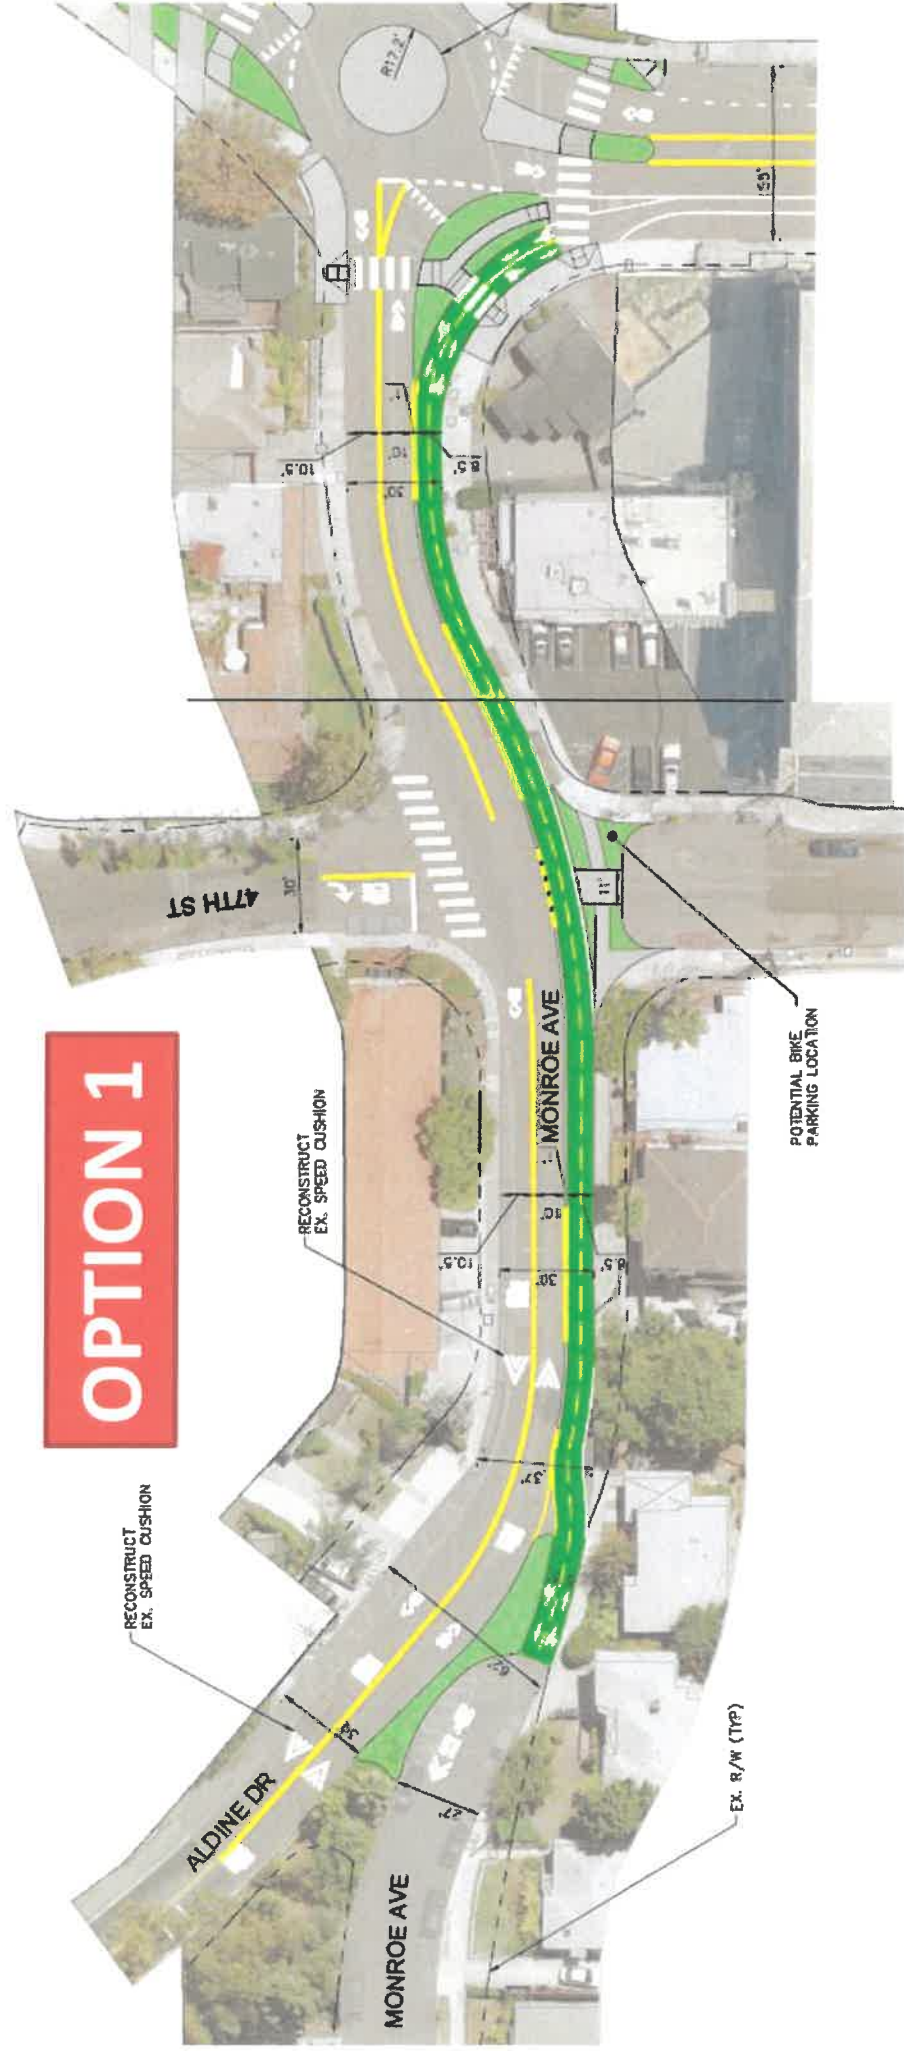 OPTION 1
RECONSTRUCT
EX. SPEED CUSHION
RECONSTRUCT
EX. SPEED CUSHION
ALDINE DR
MONROE AVE
MONROE AVE
47TH ST
30'
R17.2'
10.5'
10'
30'
8.5'
10.5'
10'
30'
8.5'
11'
62'
POTENTIAL BIKE
PARKING LOCATION
EX. R/W (TYP)